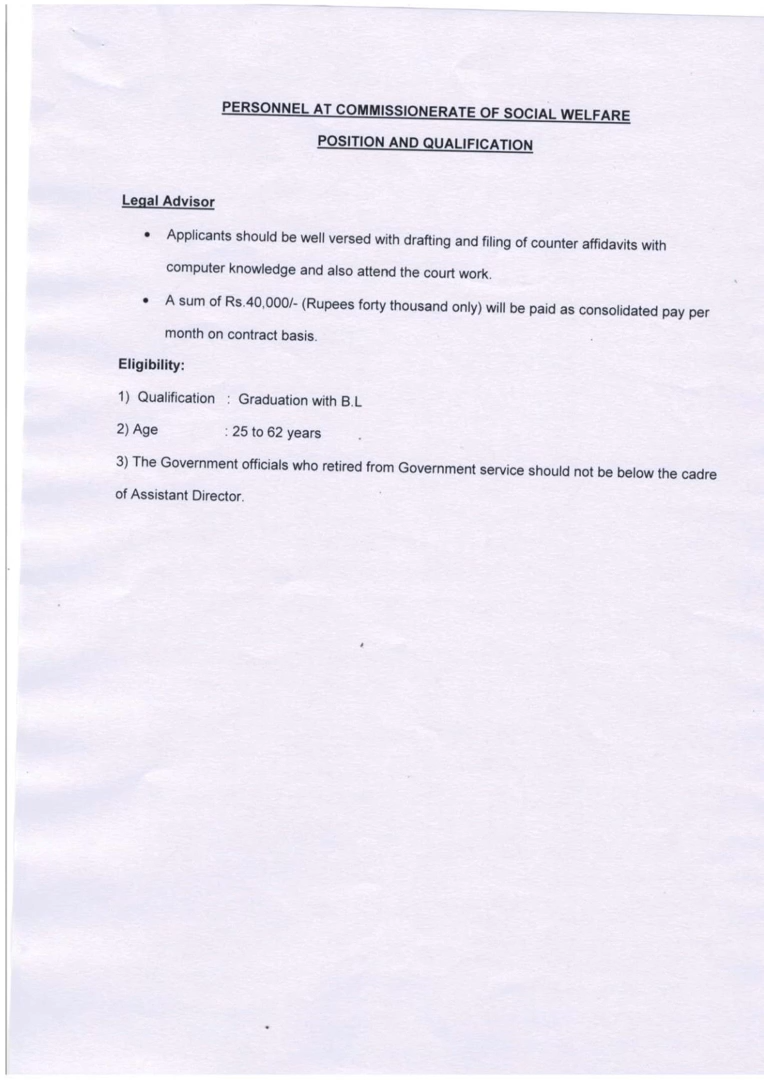 PERSONNEL AT COMMISSIONERATE OF SOCIAL WELFARE
POSITION AND QUALIFICATION
Legal Advisor
• Applicants should be well versed with drafting and filing of counter affidavits with
computer knowledge and also attend the court work.
• A sum of Rs.40,000/- (Rupees forty thousand only) will be paid as consolidated pay per
month on contract basis.
Eligibility:
1) Qualification : Graduation with B.L
2) Age : 25 to 62 years
3) The Government officials who retired from Government service should not be below the cadre
of Assistant Director.